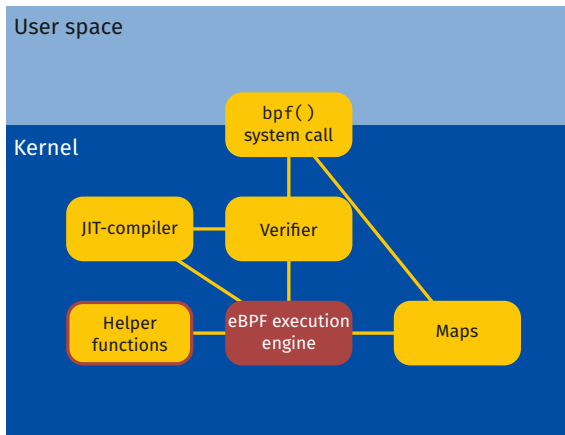 User space
bpf()
system call
Kernel
JIT-compiler
Verifier
Helper
functions
eBPF execution
engine
Maps